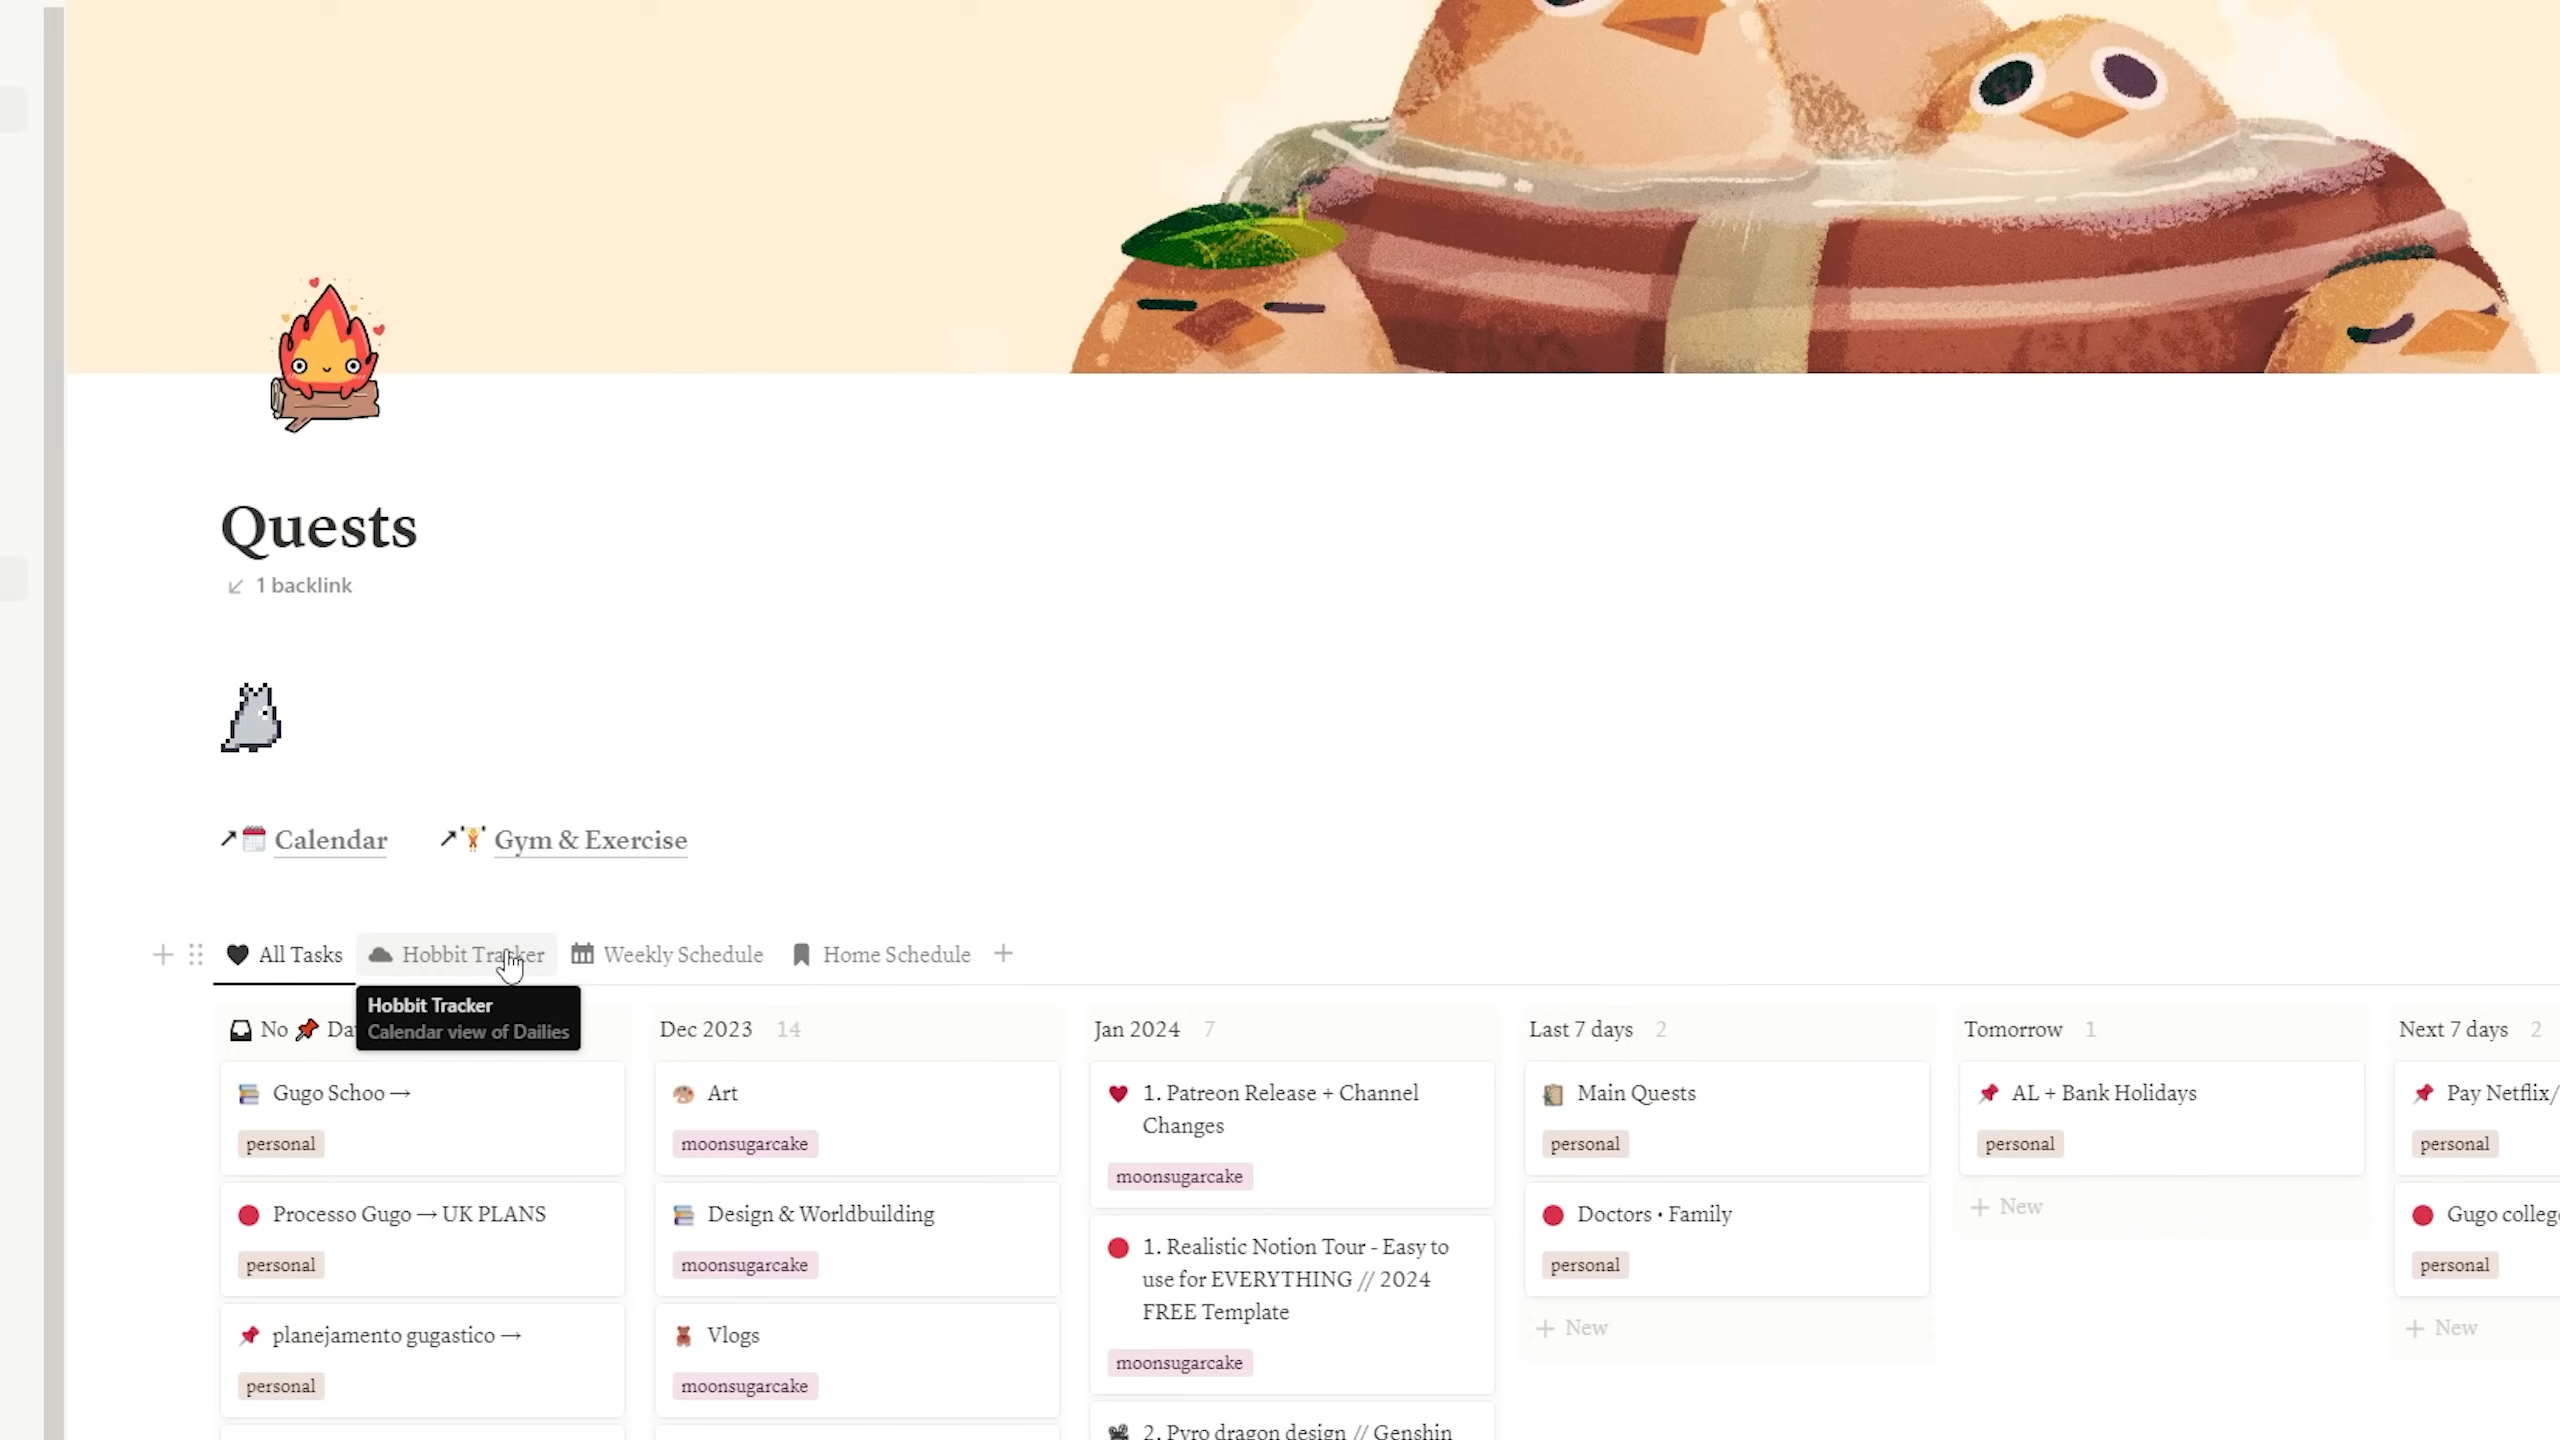 Quests
1 backlink
Calendar Gym & Exercise
All Tasks Hobbit Tracker Weekly Schedule Home Schedule
Hobbit Tracker
Calendar view of Dailies
No Dec 2023 14 Jan 2024 7 Last 7 days 2 Tomorrow 1 Next 7 days 2
Gugo Schoo →
personal
Processo Gugo → UK PLANS
personal
planejamento gugastico →
personal
Art
moonsugarcake
Design & Worldbuilding
moonsugarcake
Vlogs
moonsugarcake
1. Patreon Release + Channel
Changes
moonsugarcake
1. Realistic Notion Tour - Easy to
use for EVERYTHING // 2024
FREE Template
moonsugarcake
2. Pyro dragon design // Genshin
Main Quests
personal
Doctors • Family
personal
New
AL + Bank Holidays
personal
New
Pay Netflix/
personal
Gugo
personal
New